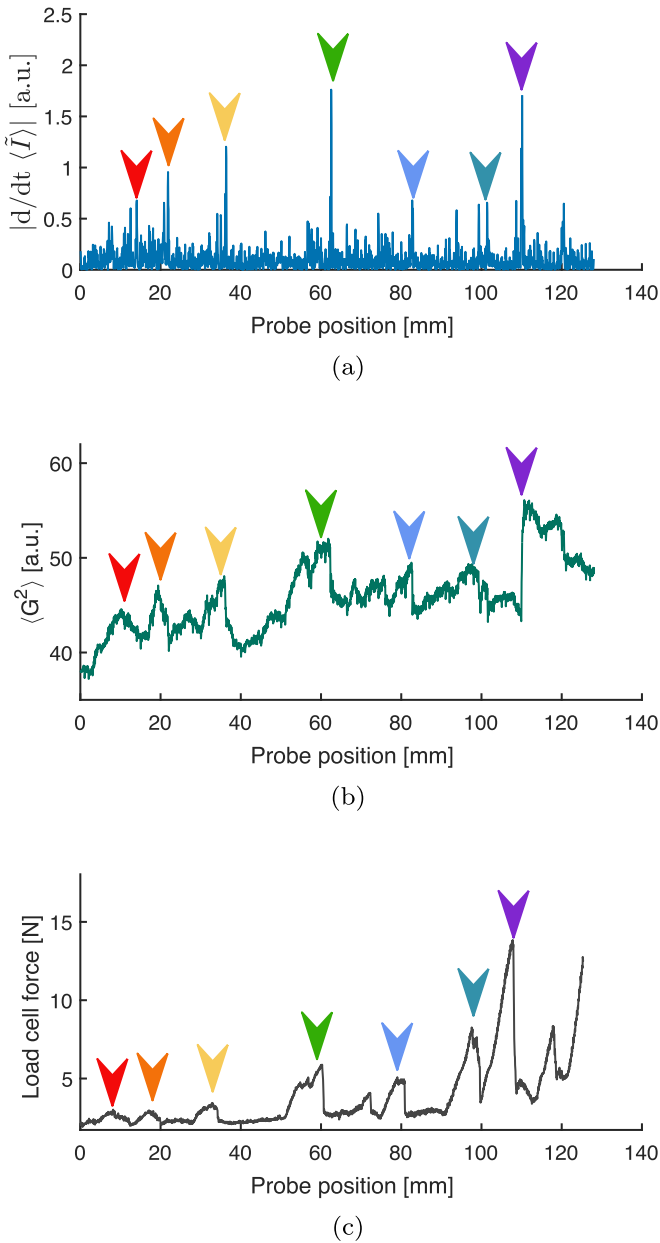 2.5
2
1.5
1
0.5
0
|d/dt ⟨Ĩ⟩| [a.u.]
0 20 40 60 80 100 120 140
Probe position [mm]
(a)
60
50
40
⟨G²⟩ [a.u.]
0 20 40 60 80 100 120 140
Probe position [mm]
(b)
15
10
5
Load cell force [N]
0 20 40 60 80 100 120 140
Probe position [mm]
(c)